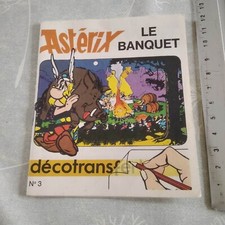 Astérix
LE
BANQUET
décotrans
N° 3